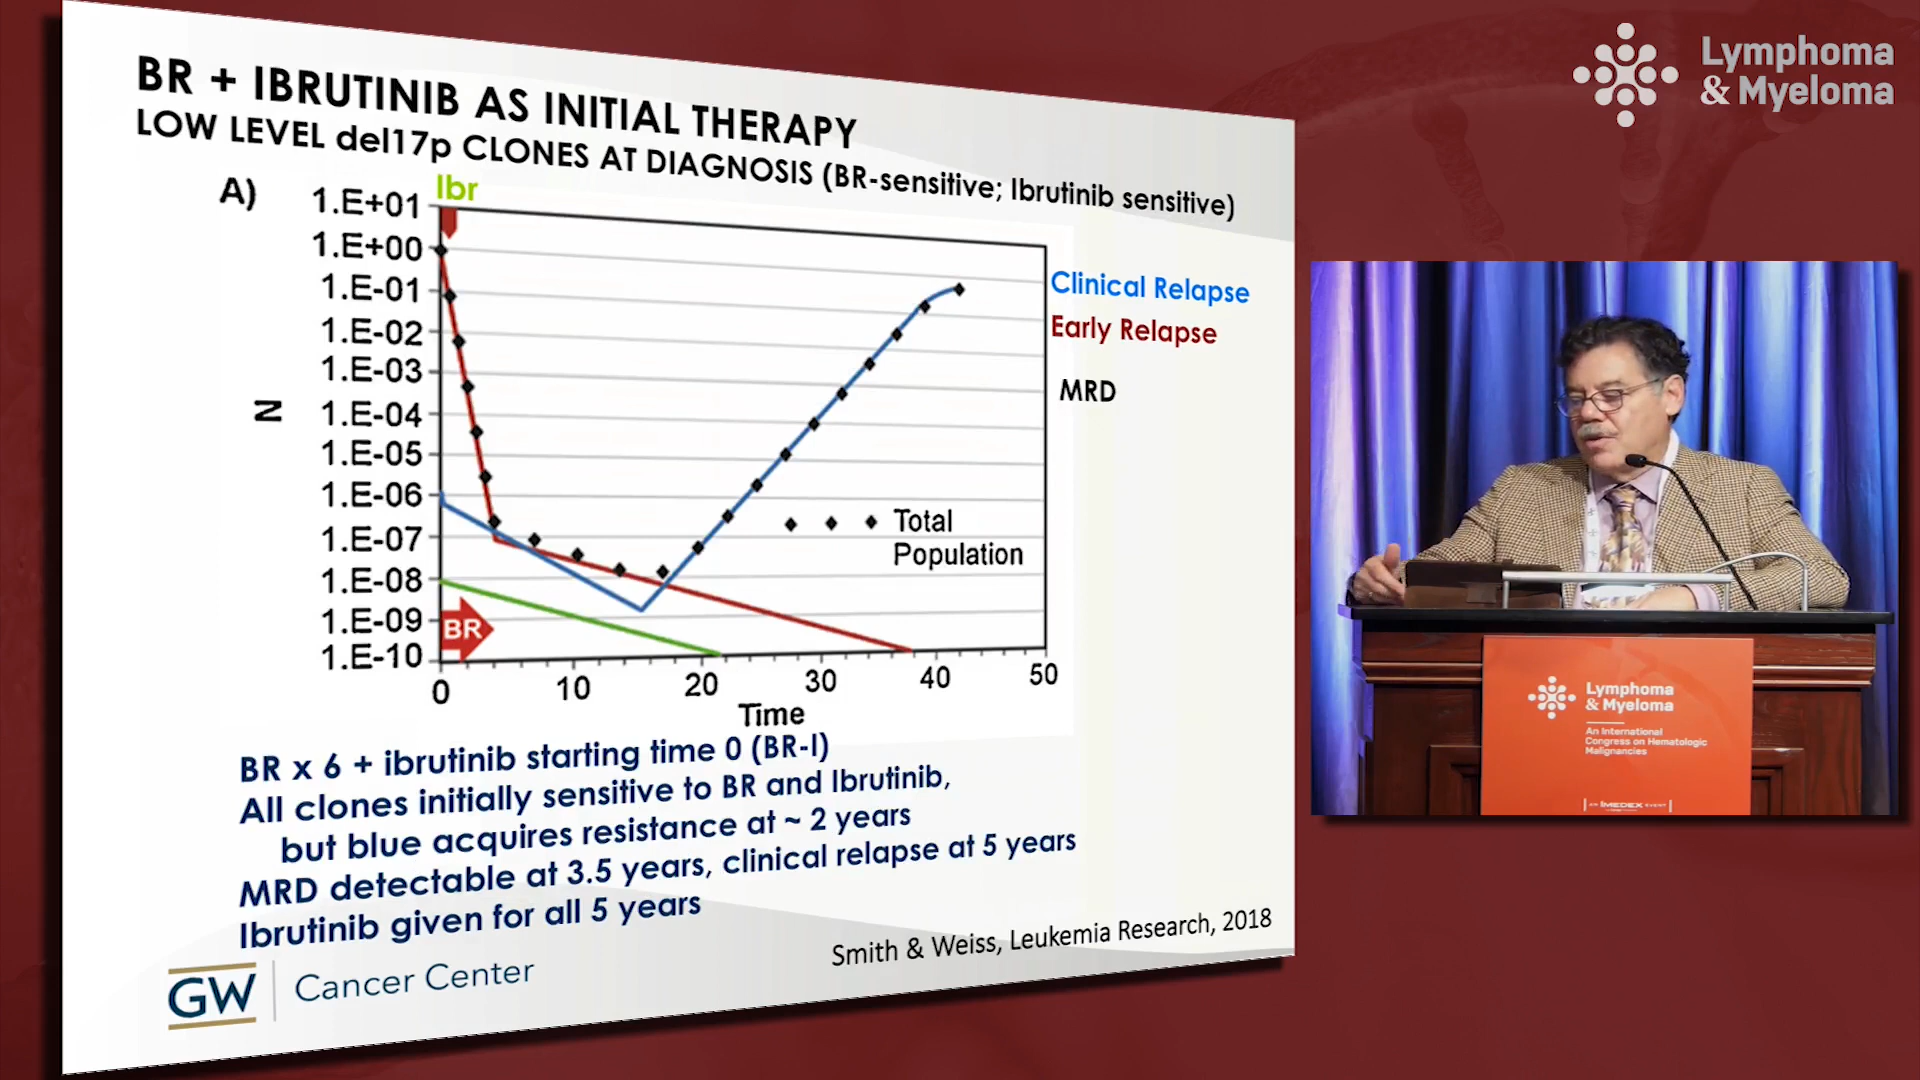 BR + IBRUTINIB AS INITIAL THERAPY
LOW LEVEL del17p CLONES AT DIAGNOSIS (BR-sensitive; Ibrutinib sensitive)
A)
Ibr
1.E+01
1.E+00
1.E-01
1.E-02
1.E-03
1.E-04
1.E-05
1.E-06
1.E-07
1.E-08
1.E-09
1.E-10
N
BR
Clinical Relapse
Early Relapse
MRD
Total
Population
0 10 20 30 40 50
Time
BR x 6 + ibrutinib starting time 0 (BR-I)
All clones initially sensitive to BR and Ibrutinib,
but blue acquires resistance at ~ 2 years
MRD detectable at 3.5 years, clinical relapse at 5 years
Ibrutinib given for all 5 years
Smith & Weiss, Leukemia Research, 2018
GW
Cancer Center
Lymphoma
& Myeloma
Lymphoma
& Myeloma
An International
Congress on Hematologic
Malignancies
AN IMEDEX EVENT